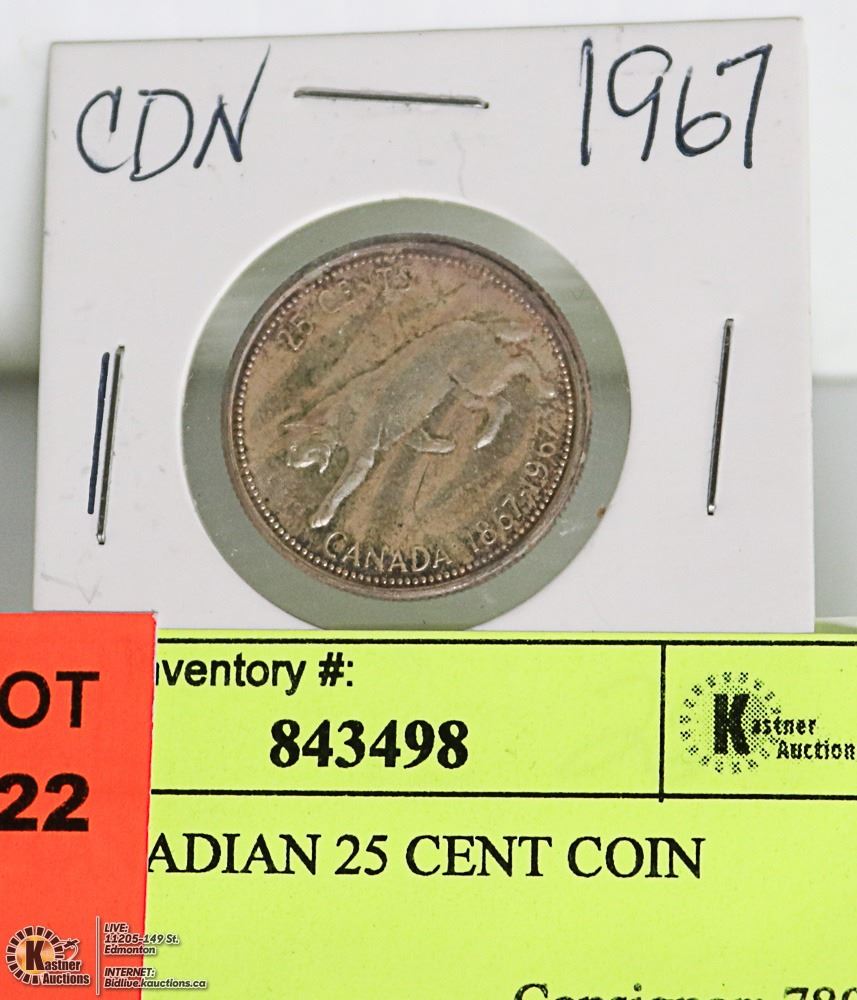 CDN 1967
25 CENTS
CANADA 1867-1967
OT
22
nventory #:
843498
Kastner
Auction
ADIAN 25 CENT COIN
LIVE:
11205-149 St.
Edmonton
Kastner
Auctions
INTERNET:
Bidlive.kauctions.ca